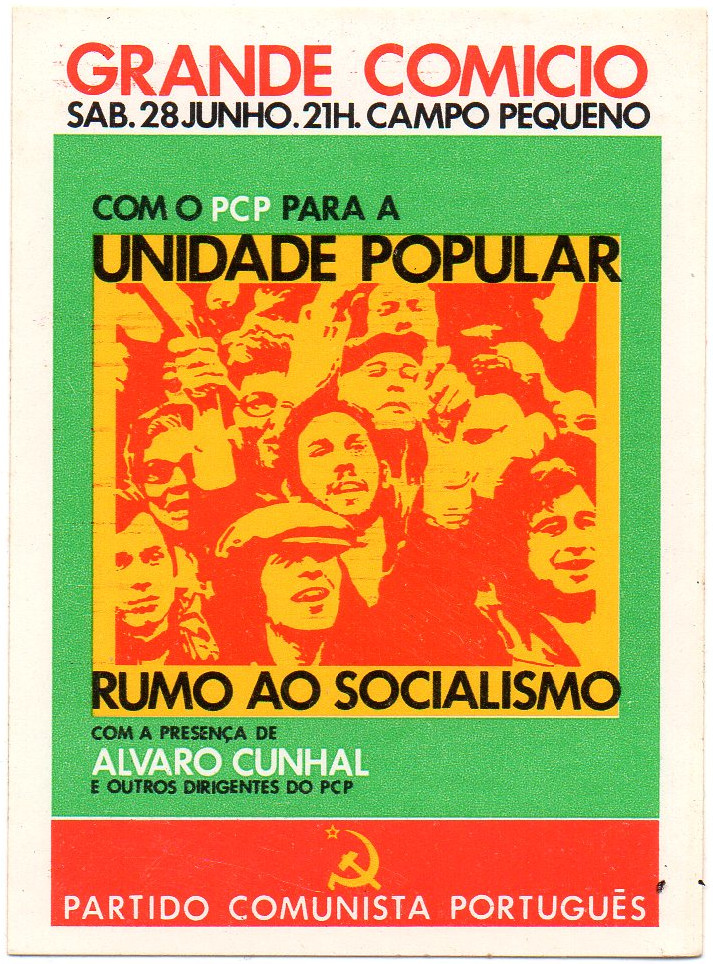 GRANDE COMICIO
SAB. 28 JUNHO. 21H. CAMPO PEQUENO
COM O PCP PARA A
UNIDADE POPULAR
RUMO AO SOCIALISMO
COM A PRESENÇA DE
ALVARO CUNHAL
E OUTROS DIRIGENTES DO PCP
PARTIDO COMUNISTA PORTUGUĒS